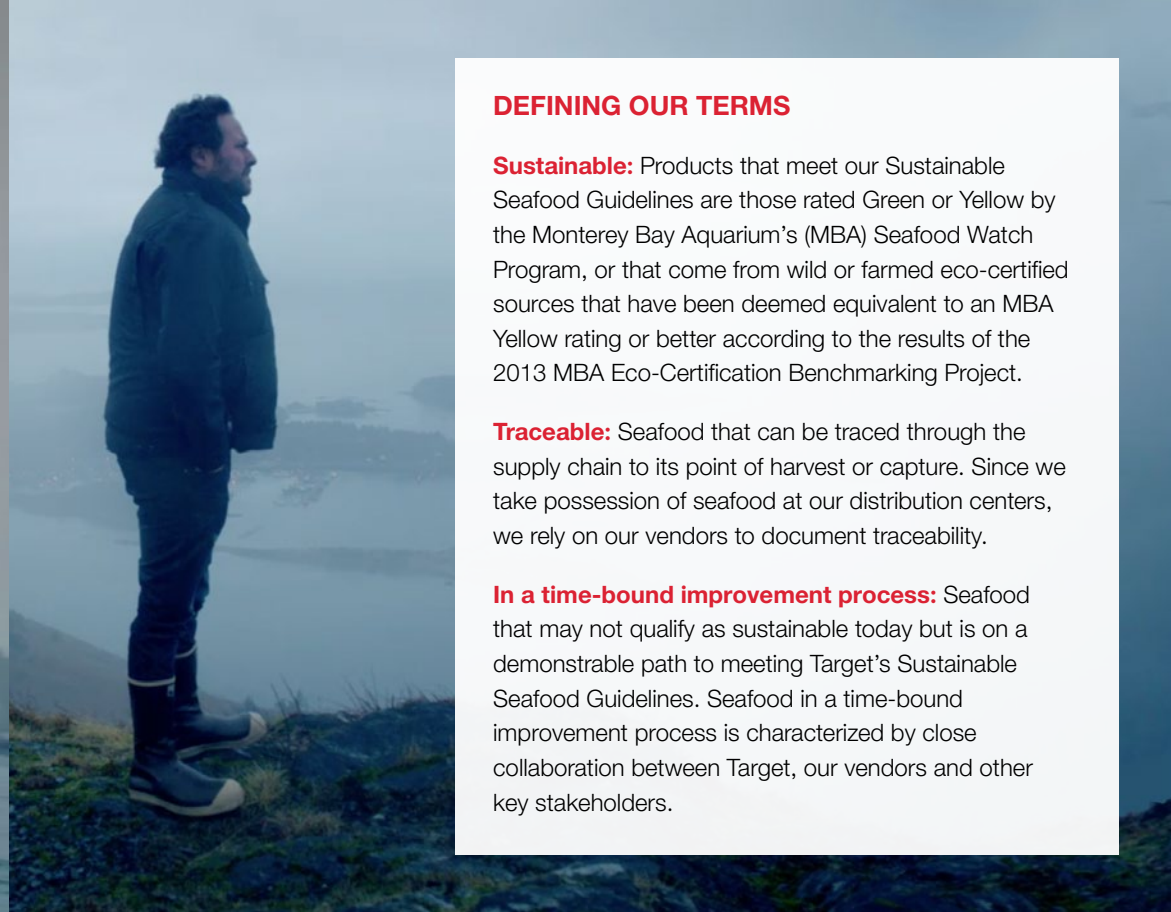 DEFINING OUR TERMS
Sustainable: Products that meet our Sustainable
Seafood Guidelines are those rated Green or Yellow by
the Monterey Bay Aquarium’s (MBA) Seafood Watch
Program, or that come from wild or farmed eco-certified
sources that have been deemed equivalent to an MBA
Yellow rating or better according to the results of the
2013 MBA Eco-Certification Benchmarking Project.
Traceable: Seafood that can be traced through the
supply chain to its point of harvest or capture. Since we
take possession of seafood at our distribution centers,
we rely on our vendors to document traceability.
In a time-bound improvement process: Seafood
that may not qualify as sustainable today but is on a
demonstrable path to meeting Target’s Sustainable
Seafood Guidelines. Seafood in a time-bound
improvement process is characterized by close
collaboration between Target, our vendors and other
key stakeholders.